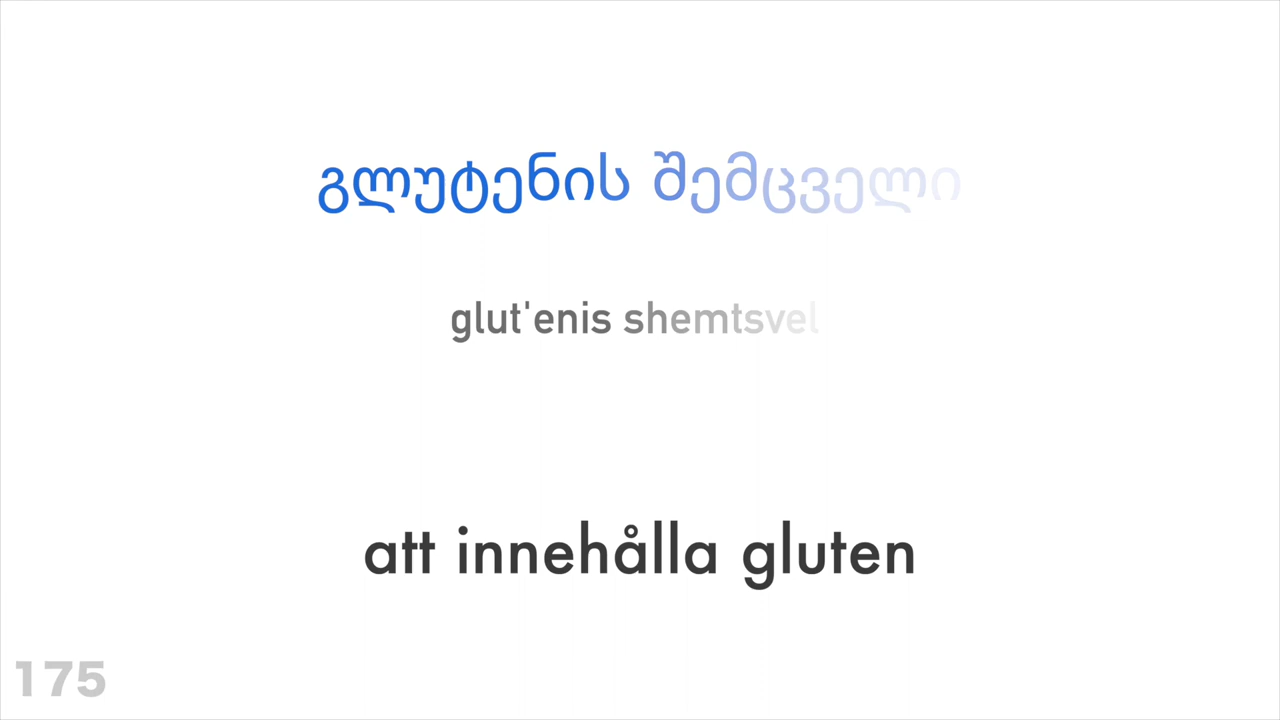 გლუტენის შემცველი
glut'enis shemtsvel
att innehålla gluten
175